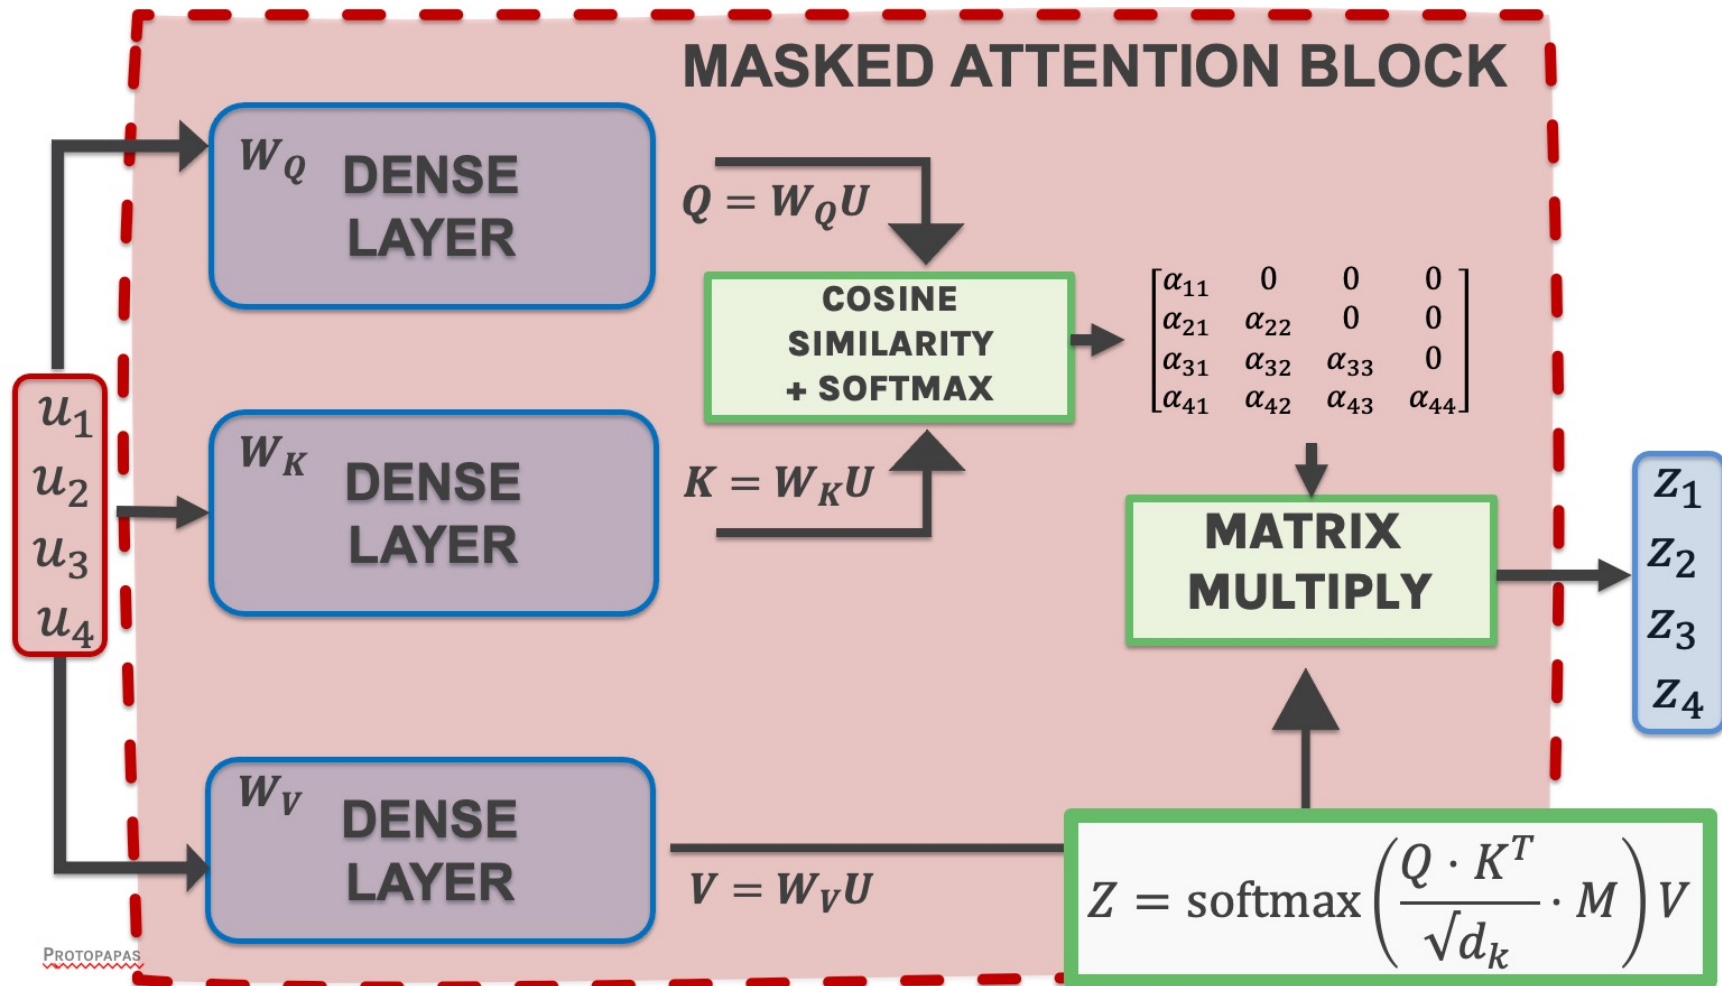 MASKED ATTENTION BLOCK
W_Q
DENSE
LAYER
Q = W_Q U
COSINE
SIMILARITY
+ SOFTMAX
α₁₁ 0 0 0
α₂₁ α₂₂ 0 0
α₃₁ α₃₂ α₃₃ 0
α₄₁ α₄₂ α₄₃ α₄₄
u₁
u₂
u₃
u₄
W_K
DENSE
LAYER
K = W_K U
MATRIX
MULTIPLY
z₁
z₂
z₃
z₄
W_V
DENSE
LAYER
V = W_V U
Z = softmax(Q · K^T / √d_k · M) V
PROTOPAPAS